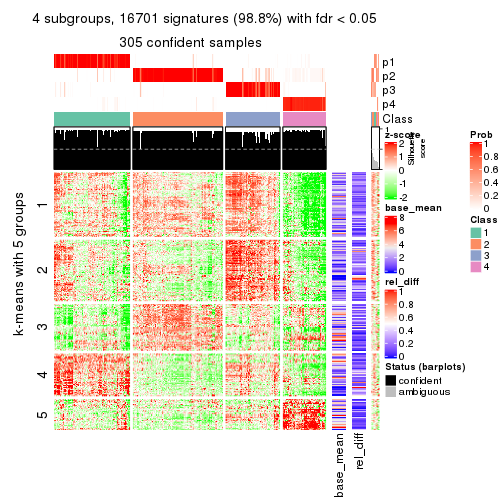 4 subgroups, 16701 signatures (98.8%) with fdr < 0.05
305 confident samples
p1
p2
p3
p4
Class
1
Silhouette
score
k-means with 5 groups
1
2
3
4
5
base_mean
rel_diff
z-score
2
1
0
-1
-2
base_mean
8
6
4
2
0
rel_diff
1
0.8
0.6
0.4
0.2
0
Status (barplots)
confident
ambiguous
Prob
1
0.8
0.6
0.4
0.2
0
Class
1
2
3
4